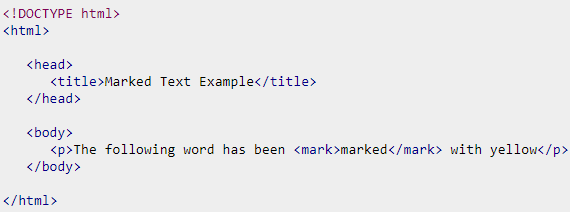 <!DOCTYPE html>
<html>
<head>
<title>Marked Text Example</title>
</head>
<body>
<p>The following word has been <mark>marked</mark> with yellow</p>
</body>
</html>